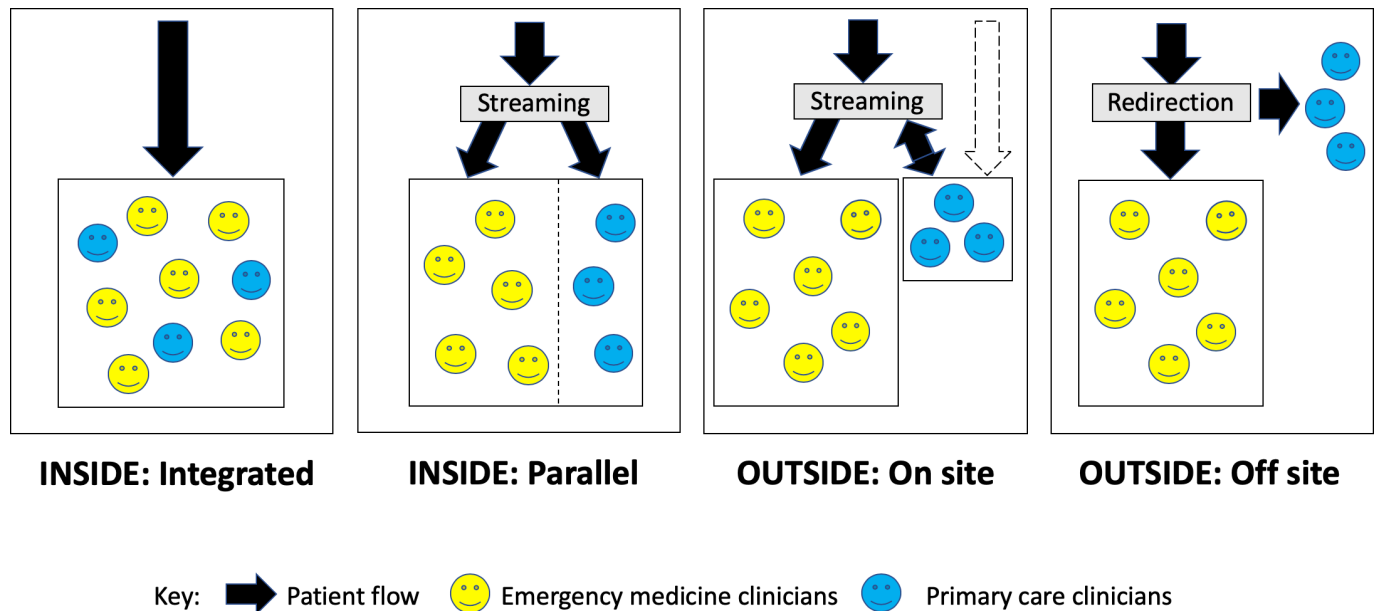 Streaming
Streaming
Redirection
INSIDE: Integrated
INSIDE: Parallel
OUTSIDE: On site
OUTSIDE: Off site
Key: Patient flow Emergency medicine clinicians Primary care clinicians